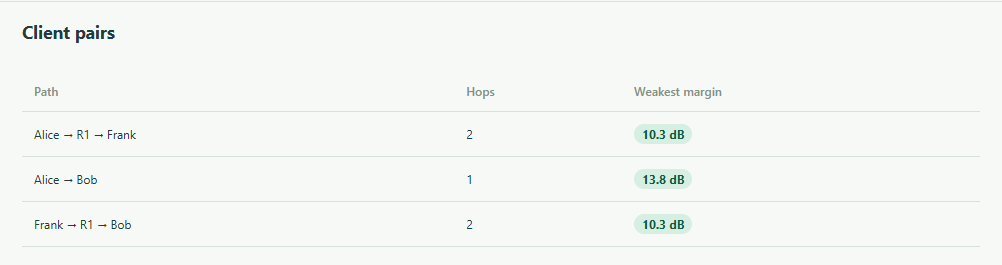 Client pairs
Path Hops Weakest margin
Alice → R1 → Frank 2 10.3 dB
Alice → Bob 1 13.8 dB
Frank → R1 → Bob 2 10.3 dB